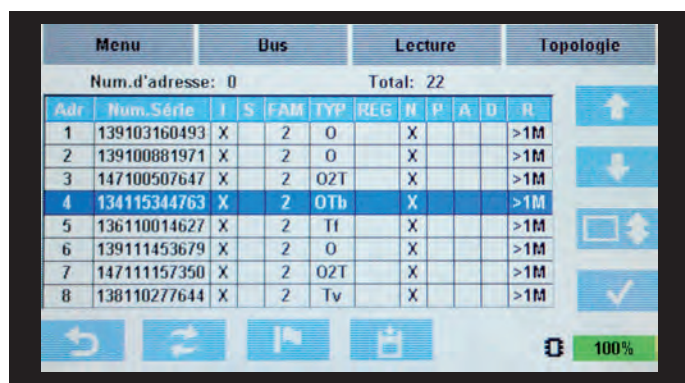 Menu Bus Lecture Topologie
Num.d'adresse: 0 Total: 22
Adr Num.Série I S FAM TYP REG N P A D R
1 139103160493 X 2 O X >1M
2 139100881971 X 2 O X >1M
3 147100507647 X 2 O2T X >1M
4 134115344763 X 2 OTb X >1M
5 136110014627 X 2 Tf X >1M
6 139111453679 X 2 O X >1M
7 147111157350 X 2 O2T X >1M
8 138110277644 X 2 Tv X >1M
100%